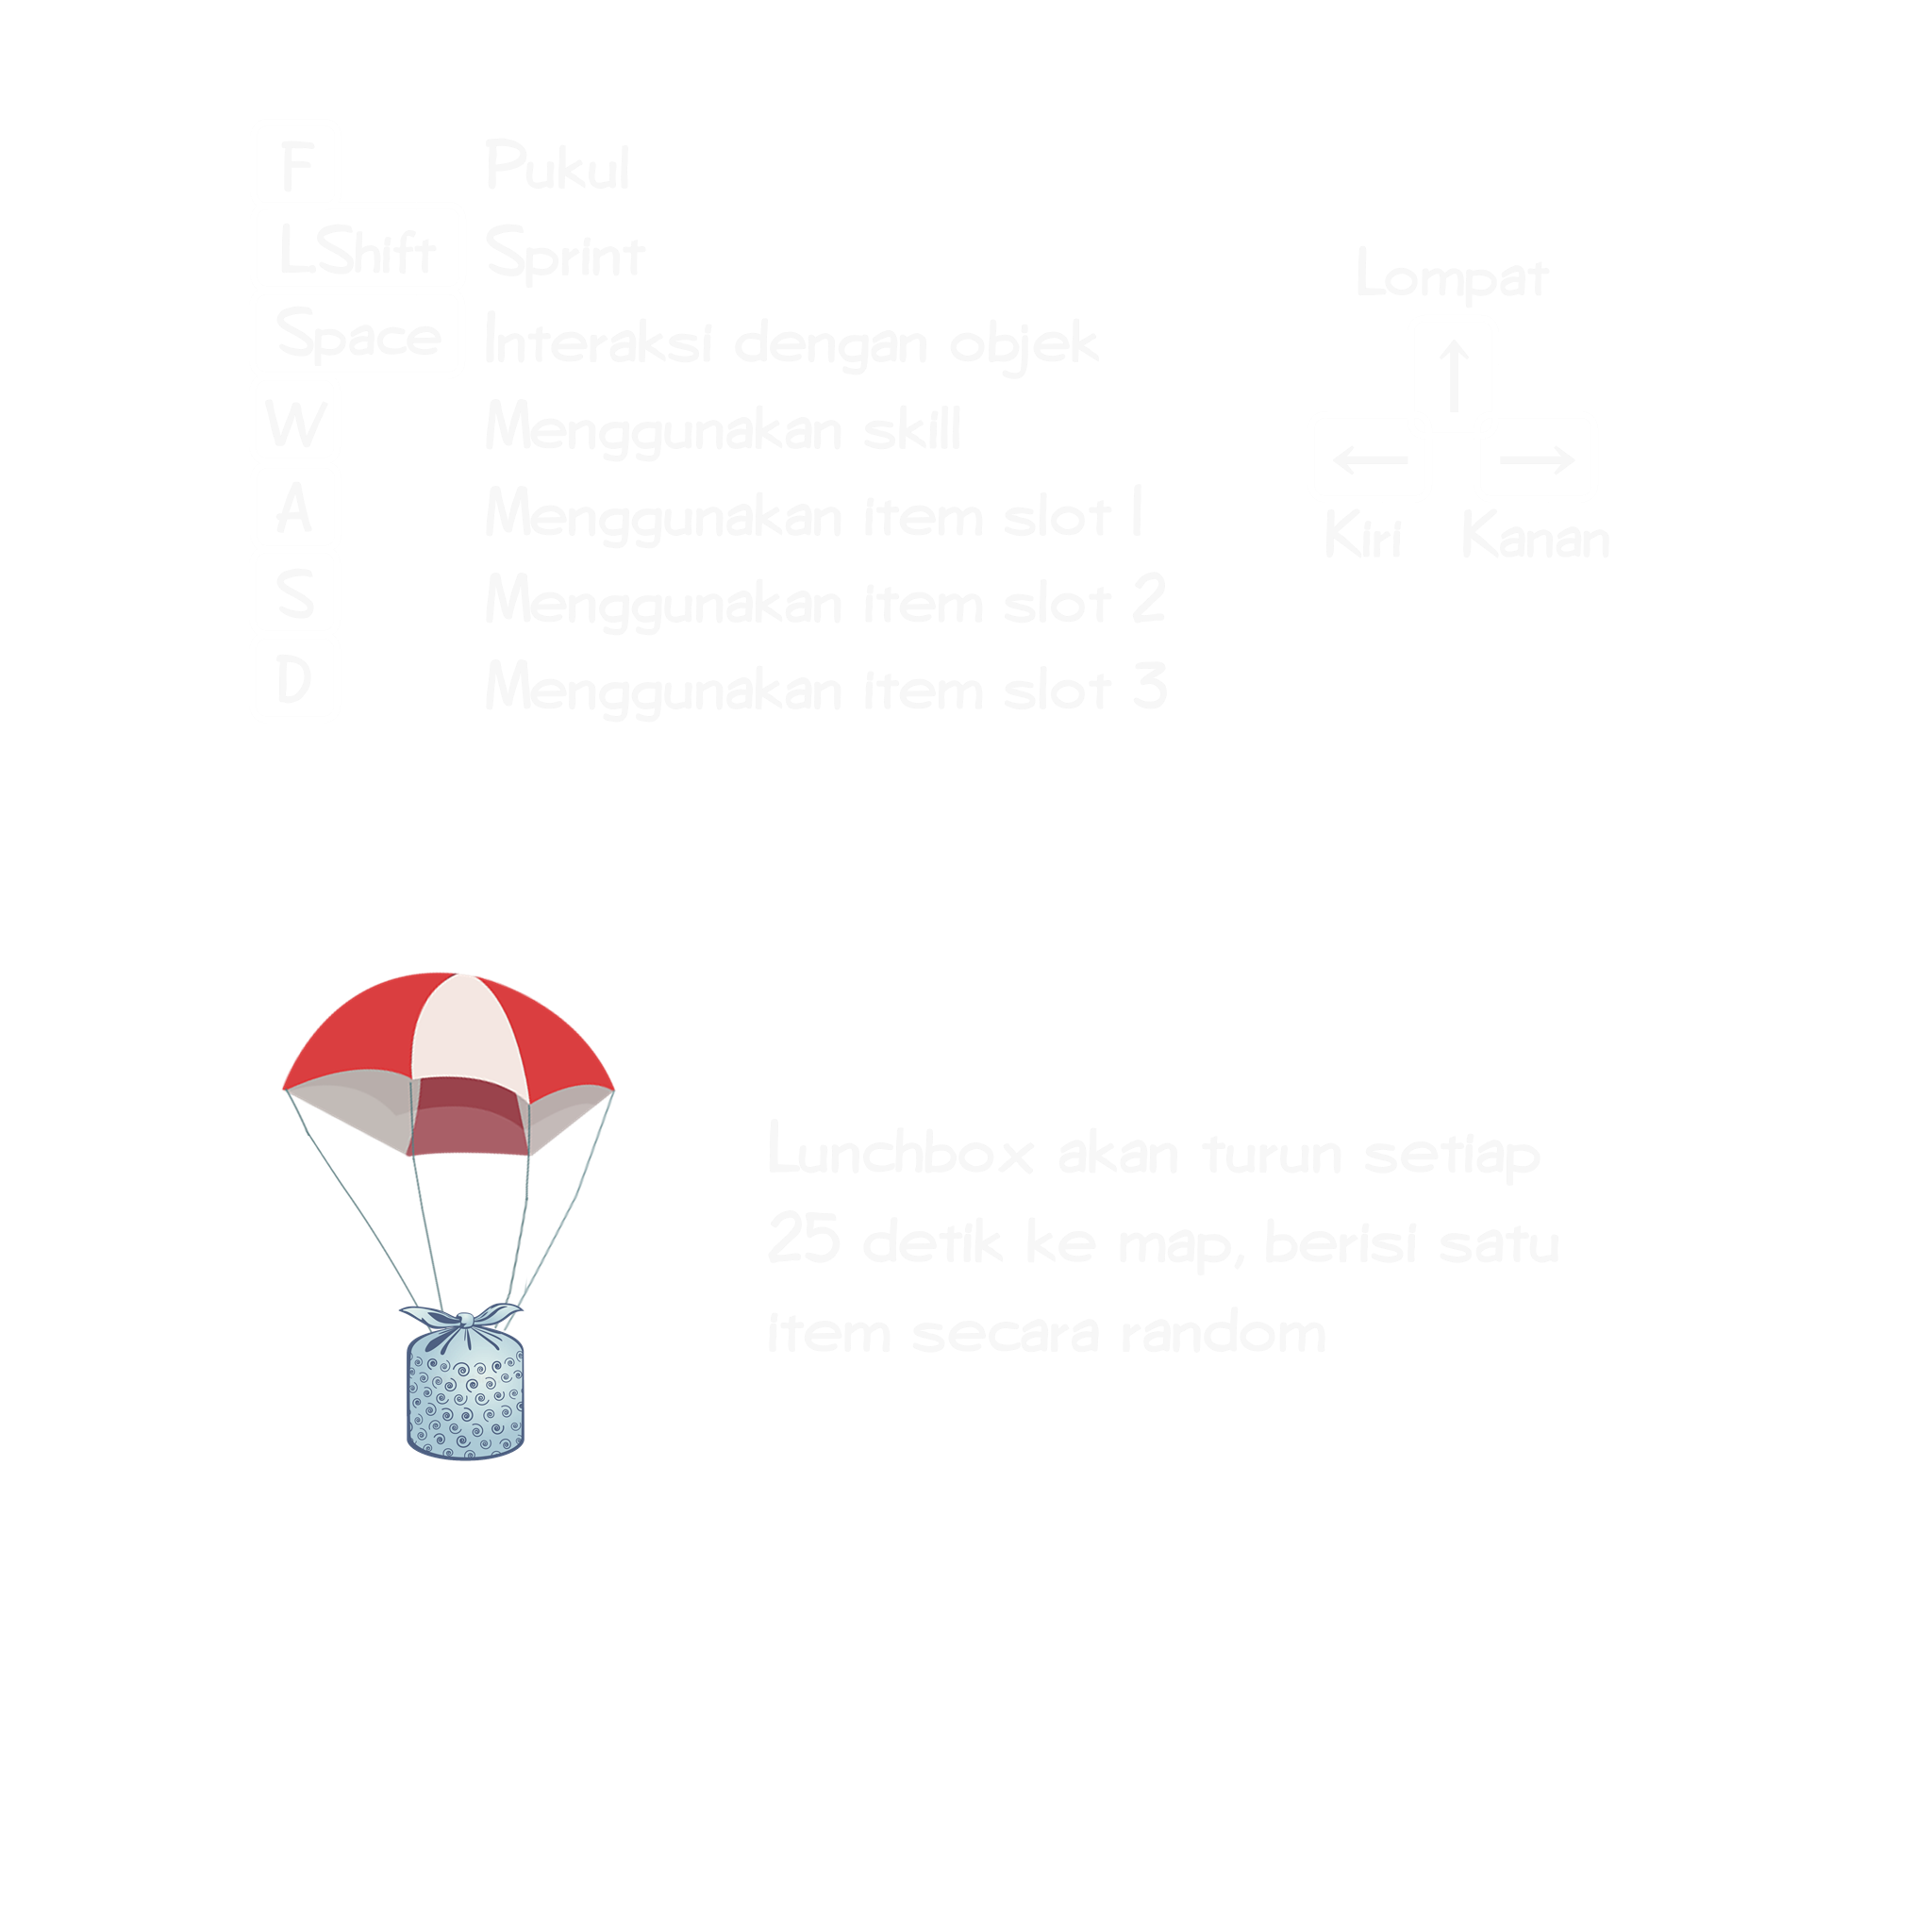 F Pukul
LShift Sprint
Space Interaksi dengan objek
W Menggunakan skill
A Menggunakan item slot 1
S Menggunakan item slot 2
D Menggunakan item slot 3
Lompat
Kiri Kanan
Lunchbox akan turun setiap
25 detik ke map, berisi satu
item secara random